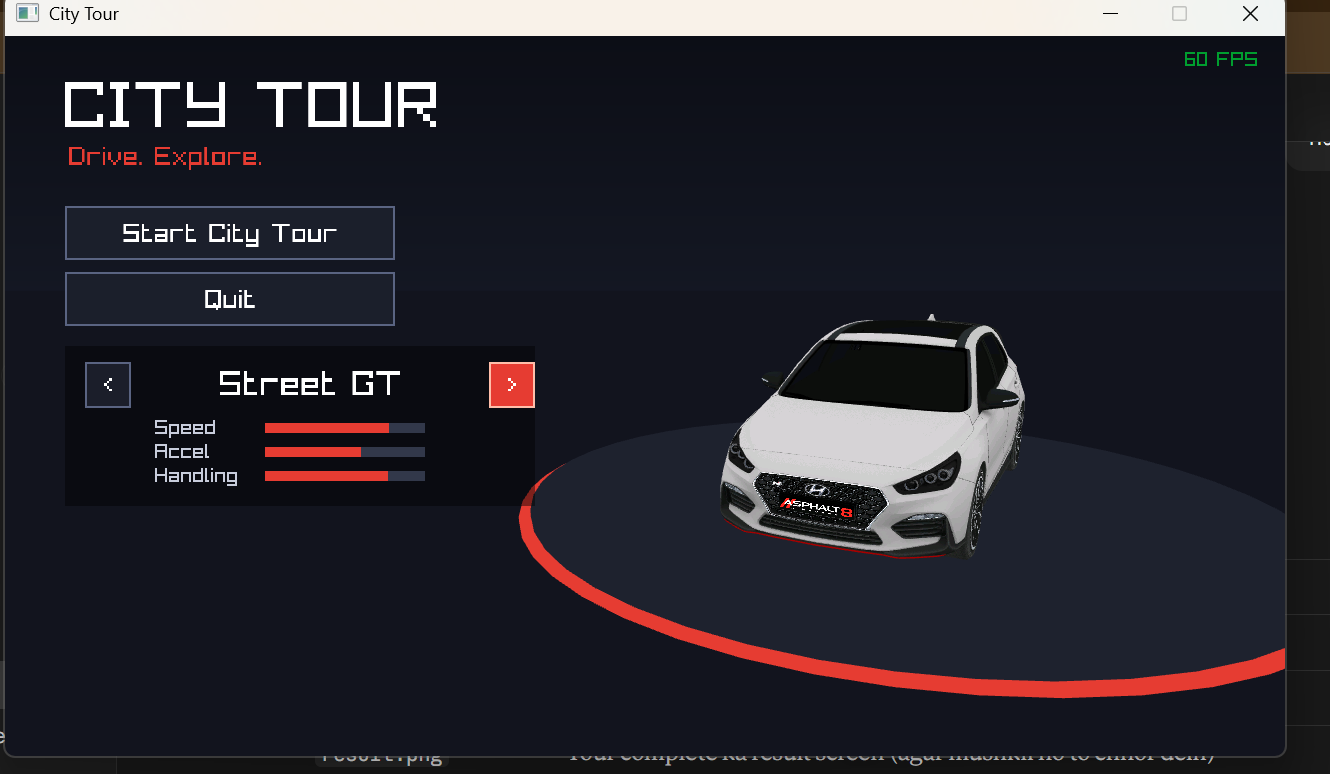 City Tour
60 FPS
CITY TOUR
Drive. Explore.
Start City Tour
Quit
< Street GT >
Speed
Accel
Handling
ASPHALT 8
result.png
Tour complete ka result screen (agar mushkil ho to chhor dein)